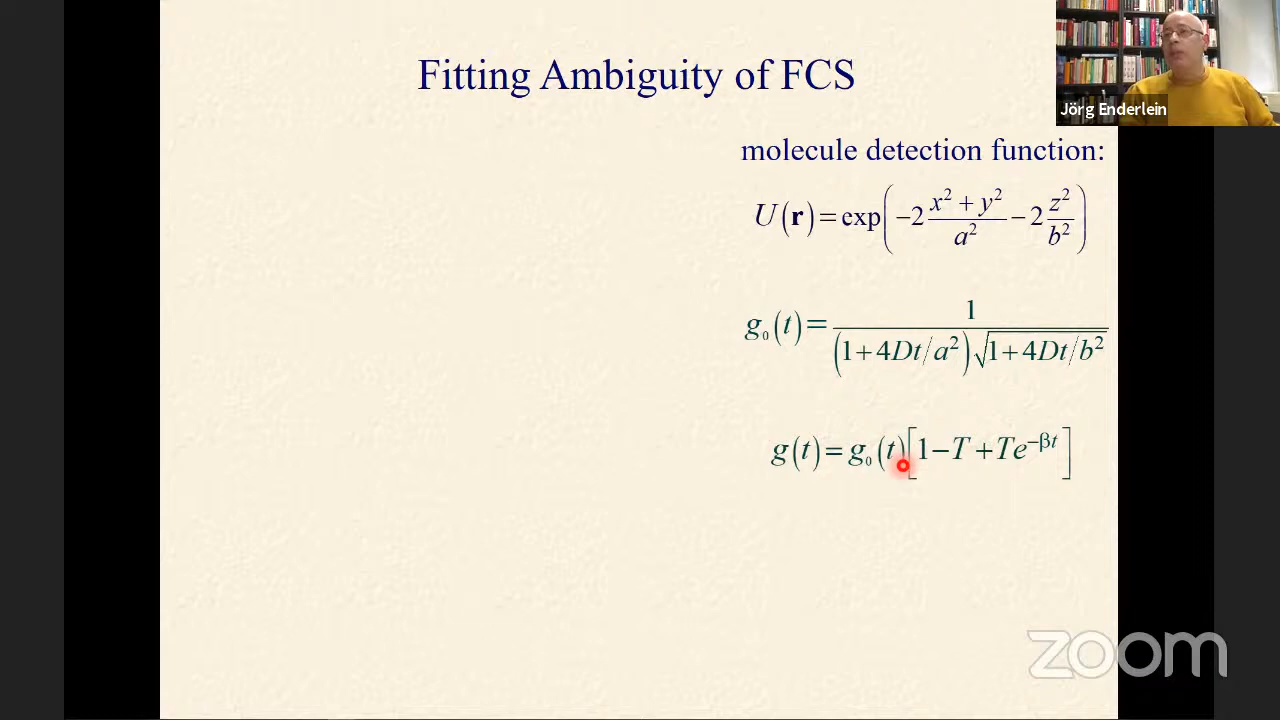 Fitting Ambiguity of FCS
Jörg Enderlein
molecule detection function:
U(r) = exp(−2 (x² + y²)/a² − 2 z²/b²)
g₀(t) = 1/((1+4Dt/a²)√(1+4Dt/b²))
g(t) = g₀(t)[1−T+Te^(−βt)]
zoom